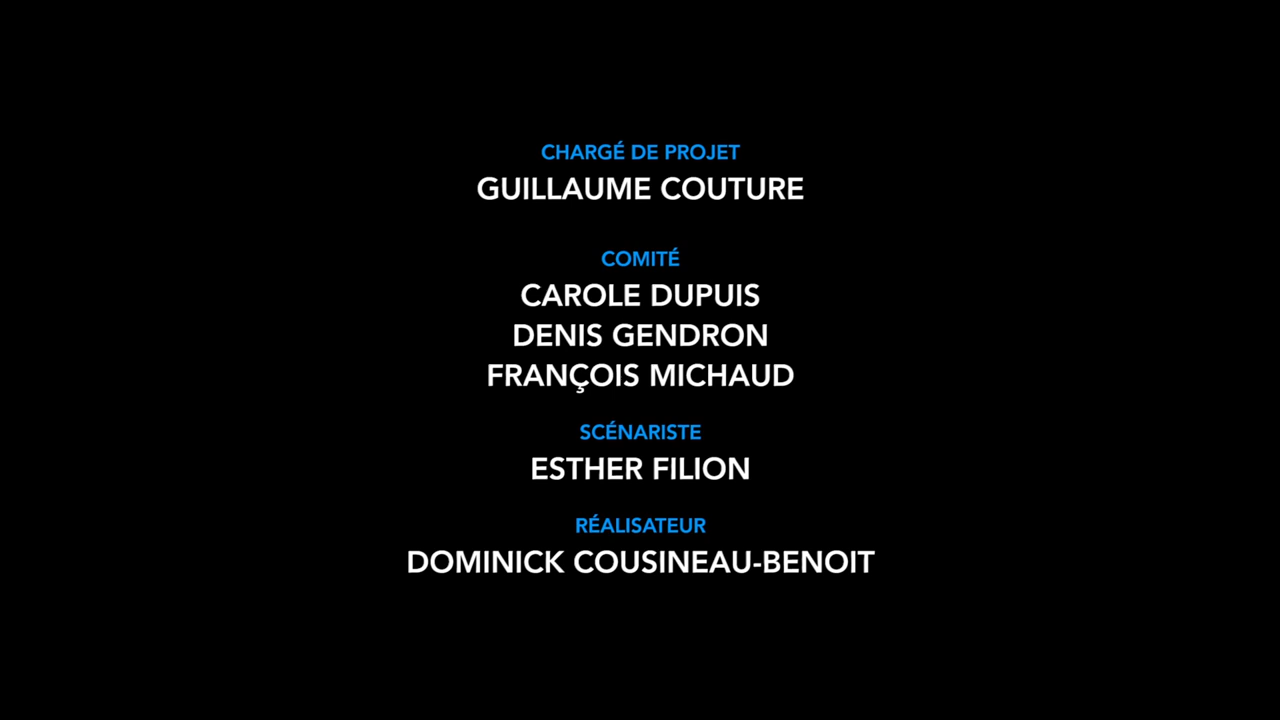 CHARGÉ DE PROJET
GUILLAUME COUTURE
COMITÉ
CAROLE DUPUIS
DENIS GENDRON
FRANÇOIS MICHAUD
SCÉNARISTE
ESTHER FILION
RÉALISATEUR
DOMINICK COUSINEAU-BENOIT